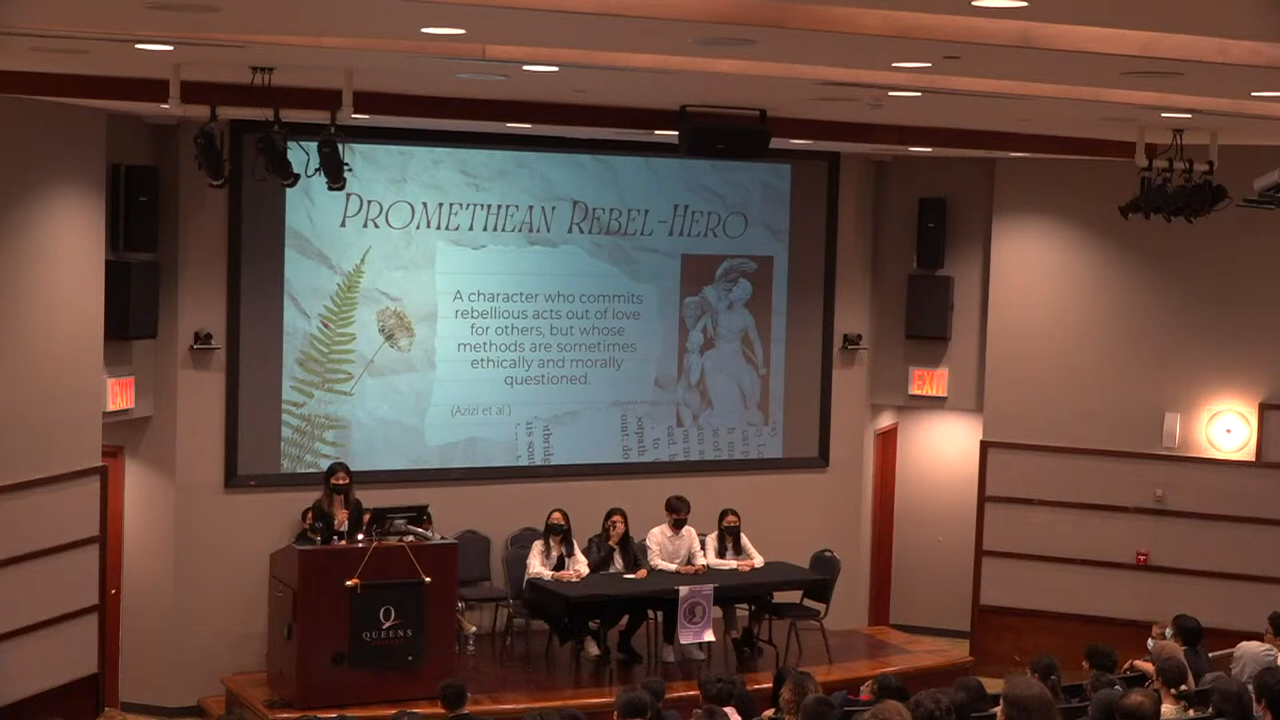 PROMETHEAN REBEL-HERO
A character who commits
rebellious acts out of love
for others, but whose
methods are sometimes
ethically and morally
questioned.
(Azizi et al.)
EXIT
EXIT
Q
QUEENS